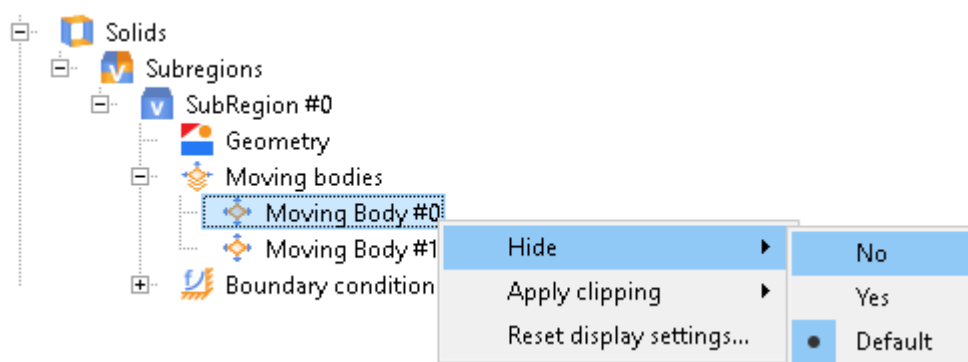 Solids
Subregions
SubRegion #0
Geometry
Moving bodies
Moving Body #0
Moving Body #1
Boundary condition
Hide
Apply clipping
Reset display settings...
No
Yes
Default